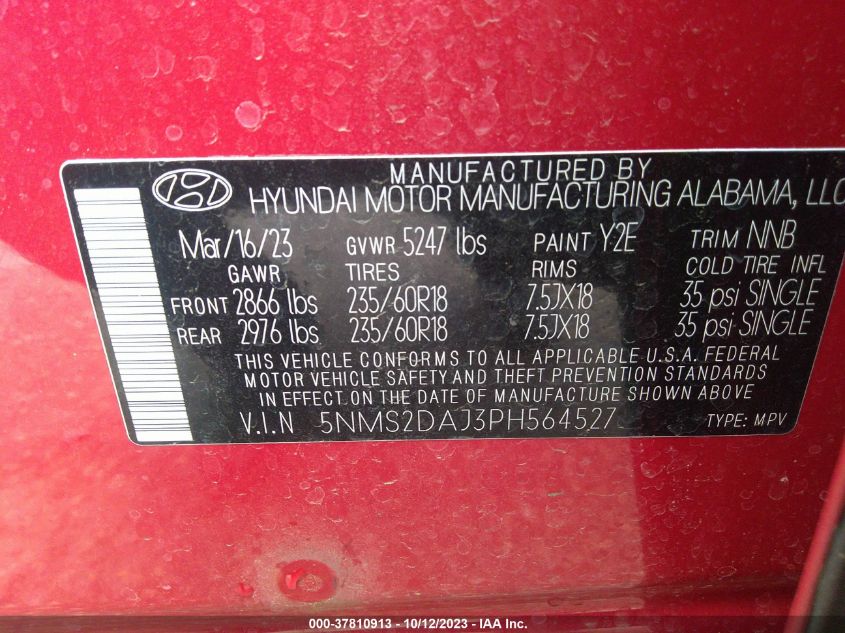 MANUFACTURED BY
HYUNDAI MOTOR MANUFACTURING ALABAMA, LLC
Mar/16/23 GVWR 5247 lbs PAINT Y2E TRIM NNB
GAWR TIRES RIMS COLD TIRE INFL
FRONT 2866 lbs 235/60R18 7.5JX18 35 psi SINGLE
REAR 2976 lbs 235/60R18 7.5JX18 35 psi SINGLE
THIS VEHICLE CONFORMS TO ALL APPLICABLE U.S.A. FEDERAL
MOTOR VEHICLE SAFETY AND THEFT PREVENTION STANDARDS
IN EFFECT ON THE DATE OF MANUFACTURE SHOWN ABOVE
V.I.N 5NMS2DAJ3PH564527 TYPE: MPV
000-37810913 - 10/12/2023 - IAA Inc.